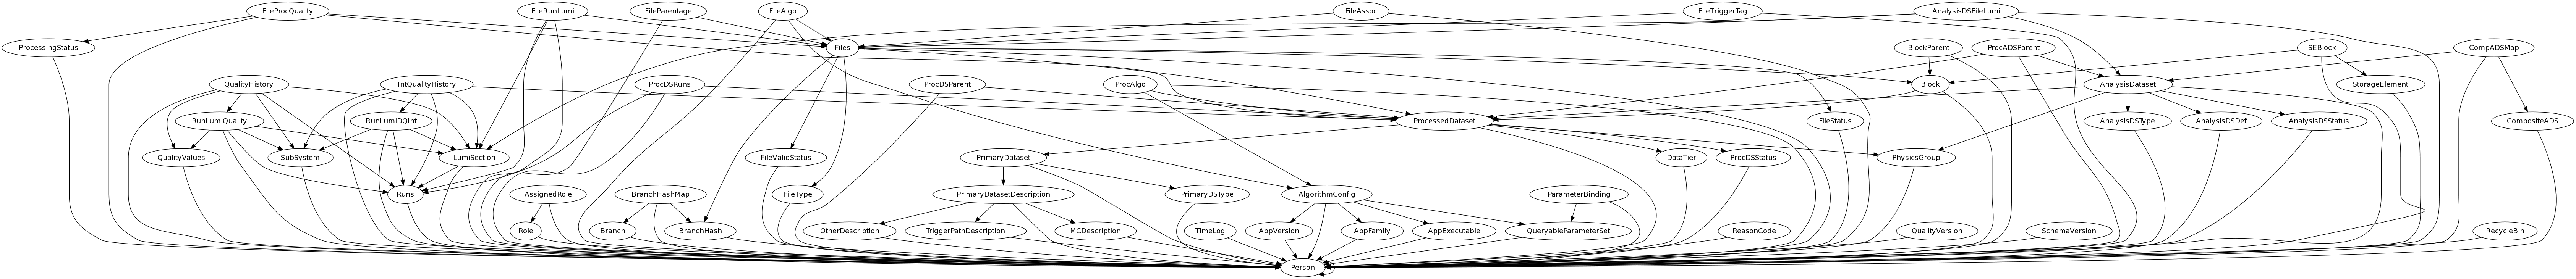 FileProcQuality
FileRunLumi
FileParentage
FileAlgo
FileAssoc
FileTriggerTag
AnalysisDSFileLumi
ProcessingStatus
Files
BlockParent
ProcADSParent
SEBlock
CompADSMap
QualityHistory
IntQualityHistory
ProcDSRuns
ProcDSParent
ProcAlgo
Block
AnalysisDataset
StorageElement
RunLumiQuality
RunLumiDQInt
ProcessedDataset
FileStatus
AnalysisDSType
AnalysisDSDef
AnalysisDSStatus
CompositeADS
QualityValues
SubSystem
LumiSection
FileValidStatus
PrimaryDataset
DataTier
ProcDSStatus
PhysicsGroup
Runs
AssignedRole
BranchHashMap
FileType
PrimaryDatasetDescription
PrimaryDSType
AlgorithmConfig
ParameterBinding
Role
Branch
BranchHash
OtherDescription
TriggerPathDescription
MCDescription
TimeLog
AppVersion
AppFamily
AppExecutable
QueryableParameterSet
ReasonCode
QualityVersion
SchemaVersion
RecycleBin
Person